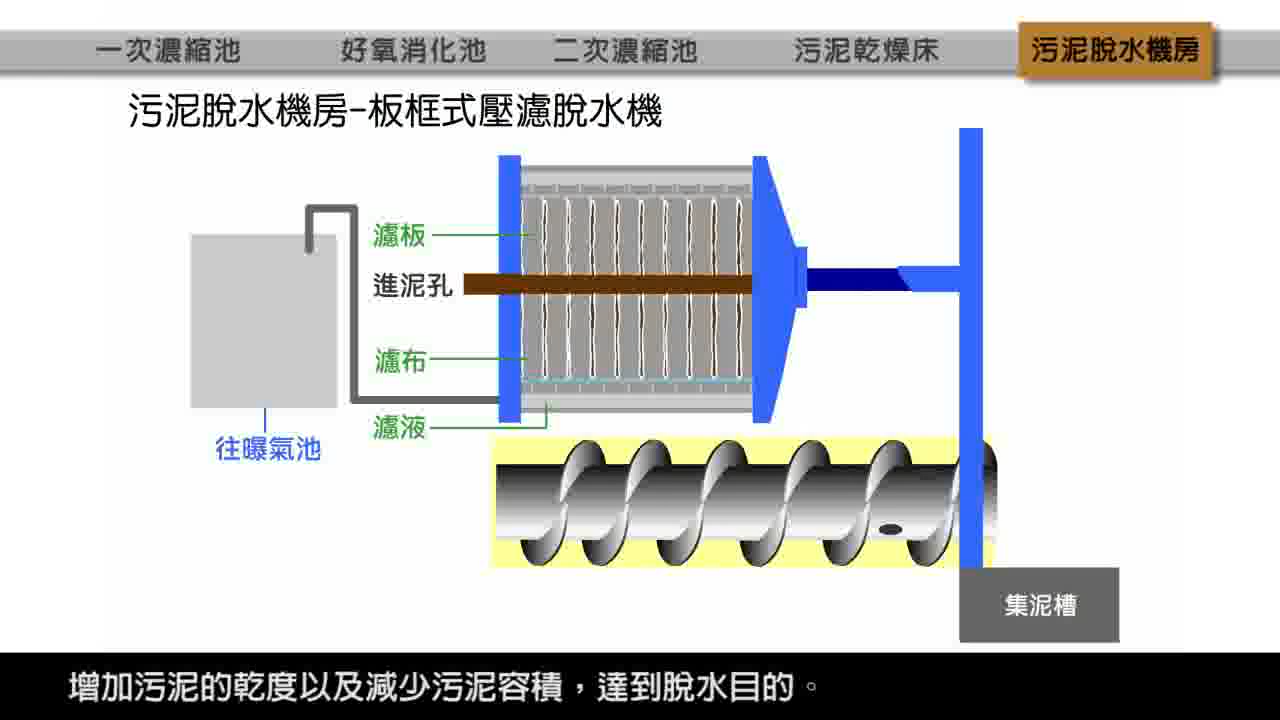 一次濃縮池 好氧消化池 二次濃縮池 污泥乾燥床 污泥脫水機房
污泥脫水機房-板框式壓濾脫水機
濾板
進泥孔
濾布
濾液
往曝氣池
集泥槽
增加污泥的乾度以及減少污泥容積，達到脫水目的。